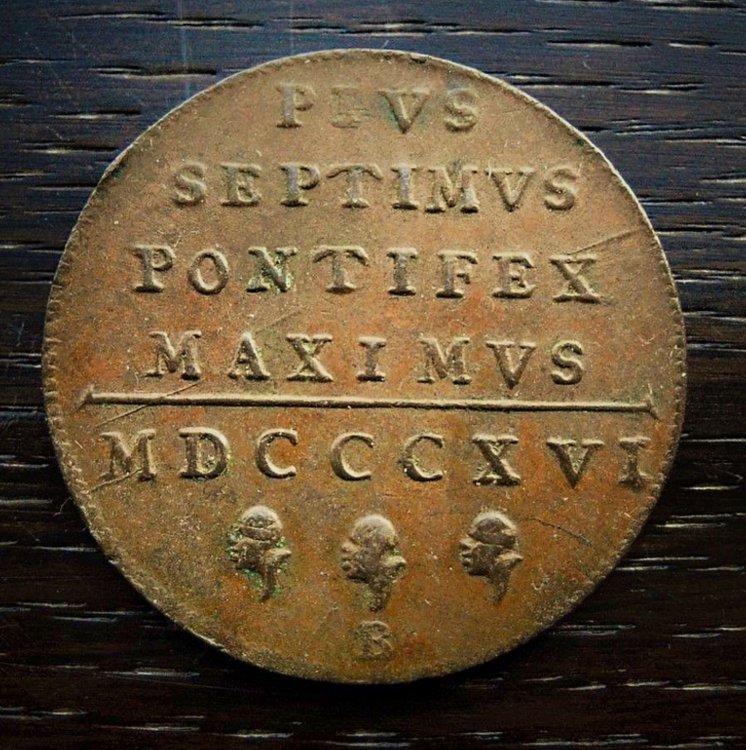 PIVS
SEPTIMVS
PONTIFEX
MAXIMVS
MDCCCXVI
B